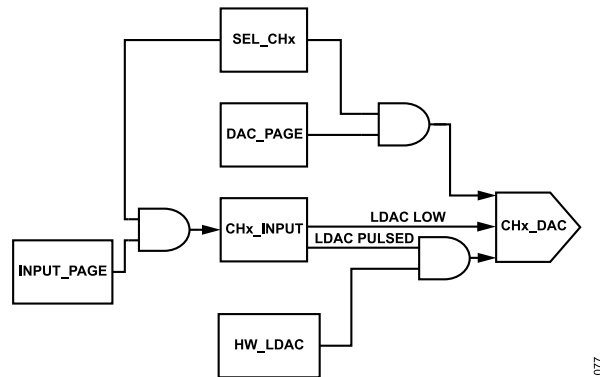 SEL_CHx
DAC_PAGE
CHx_INPUT
LDAC LOW
LDAC PULSED
CHx_DAC
INPUT_PAGE
HW_LDAC
077